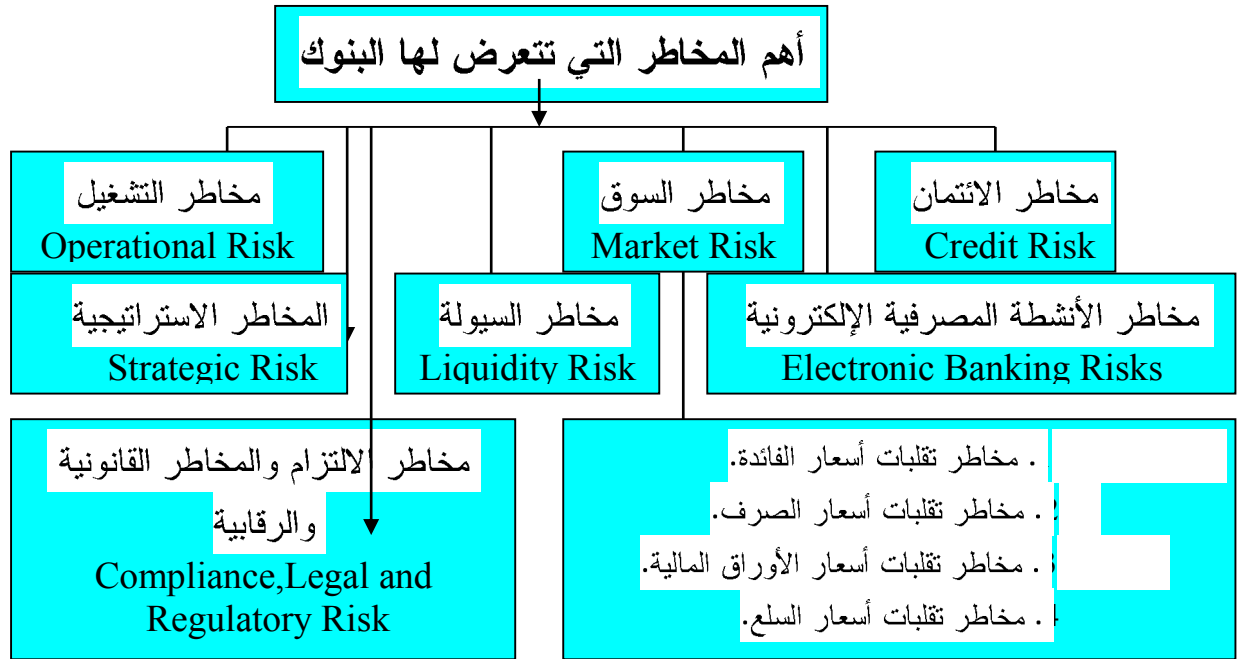 أهم المخاطر التي تتعرض لها البنوك
مخاطر الائتمان
Credit Risk
مخاطر السوق
Market Risk
مخاطر التشغيل
Operational Risk
مخاطر الأنشطة المصرفية الإلكترونية
Electronic Banking Risks
مخاطر السيولة
Liquidity Risk
المخاطر الاستراتيجية
Strategic Risk
. مخاطر تقلبات أسعار الفائدة.
2. مخاطر تقلبات أسعار الصرف.
3. مخاطر تقلبات أسعار الأوراق المالية.
4. مخاطر تقلبات أسعار السلع.
مخاطر الالتزام والمخاطر القانونية
والرقابية
Compliance,Legal and
Regulatory Risk